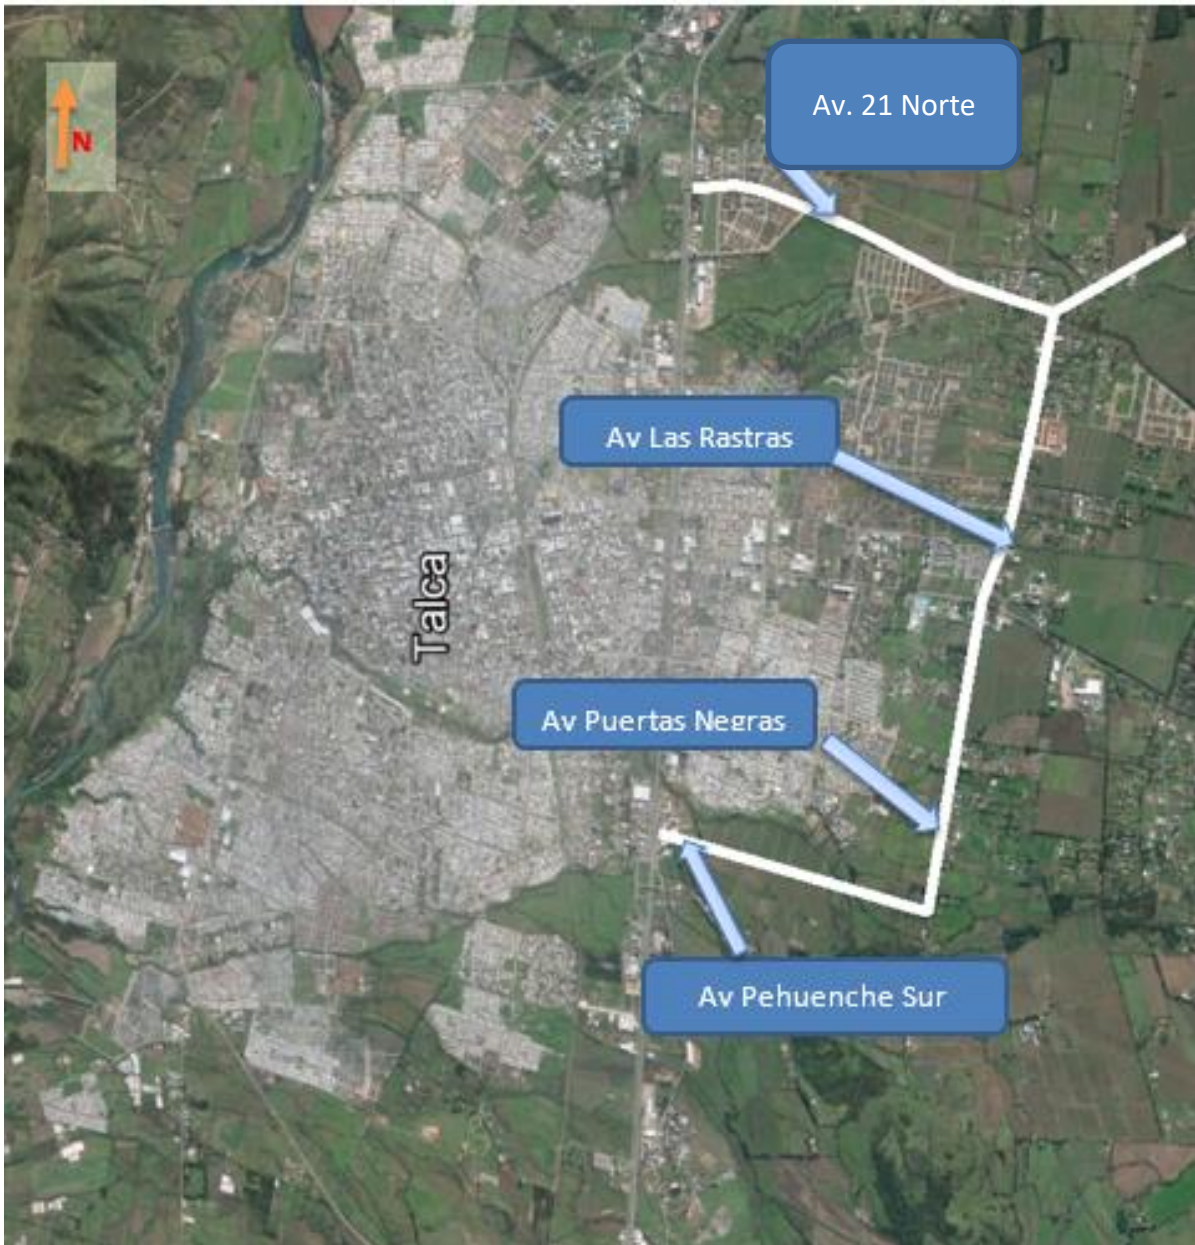 Av. 21 Norte
N
Av Las Rastras
Talca
Av Puertas Negras
Av Pehuenche Sur